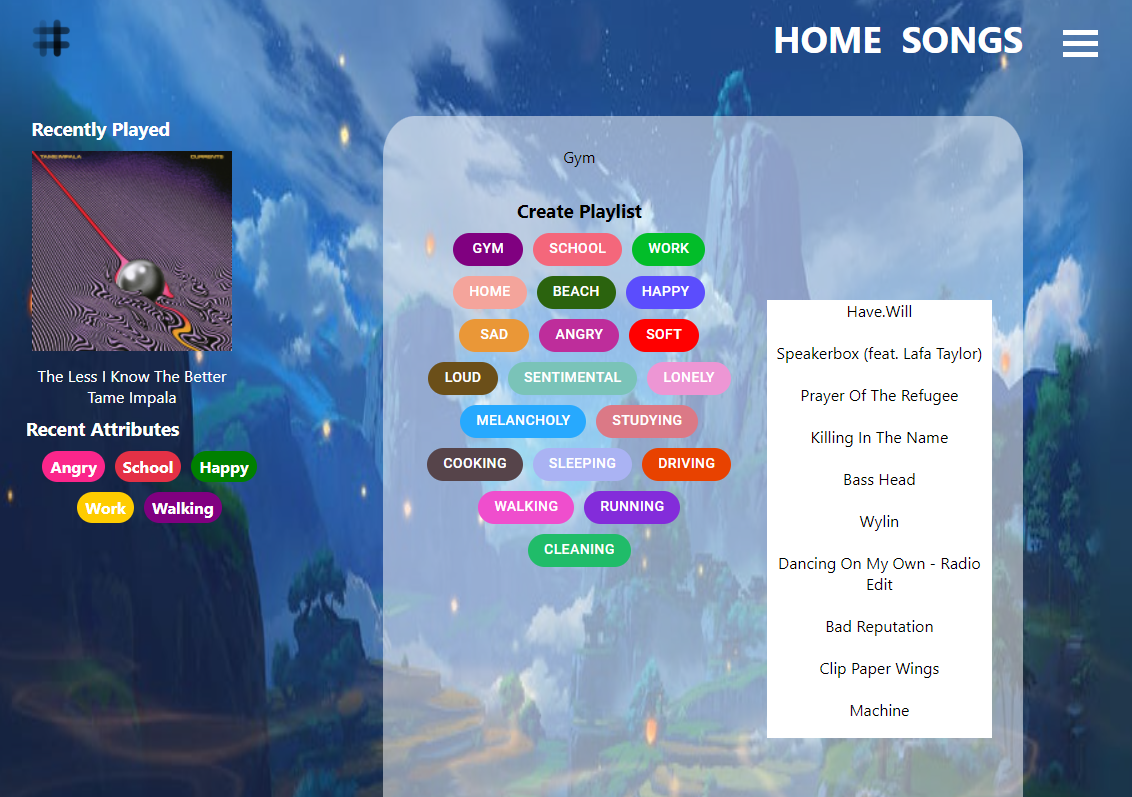 HOME SONGS
Recently Played
TAME IMPALA CURRENTS
The Less I Know The Better
Tame Impala
Recent Attributes
Angry School Happy
Work Walking
Gym
Create Playlist
GYM SCHOOL WORK
HOME BEACH HAPPY
SAD ANGRY SOFT
LOUD SENTIMENTAL LONELY
MELANCHOLY STUDYING
COOKING SLEEPING DRIVING
WALKING RUNNING
CLEANING
Have.Will
Speakerbox (feat. Lafa Taylor)
Prayer Of The Refugee
Killing In The Name
Bass Head
Wylin
Dancing On My Own - Radio
Edit
Bad Reputation
Clip Paper Wings
Machine